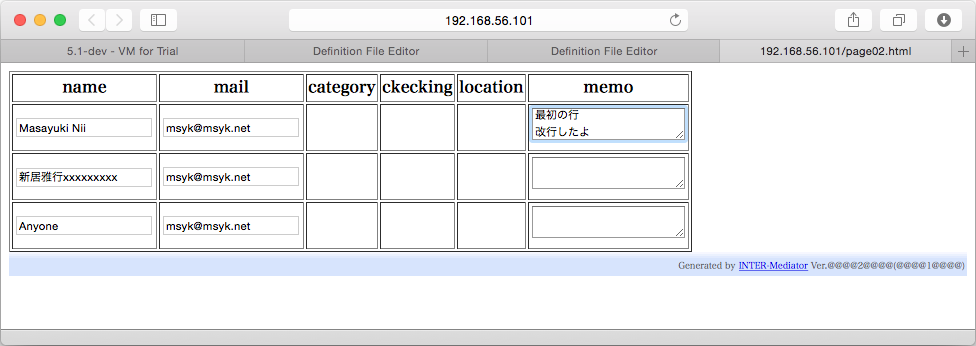 192.168.56.101
5.1-dev - VM for Trial
Definition File Editor
Definition File Editor
192.168.56.101/page02.html
name mail category ckecking location memo
Masayuki Nii msyk@msyk.net 最初の行
改行したよ
新居雅行xxxxxxxxx msyk@msyk.net
Anyone msyk@msyk.net
Generated by INTER-Mediator Ver.@@@@2@@@@(@@@@1@@@@)